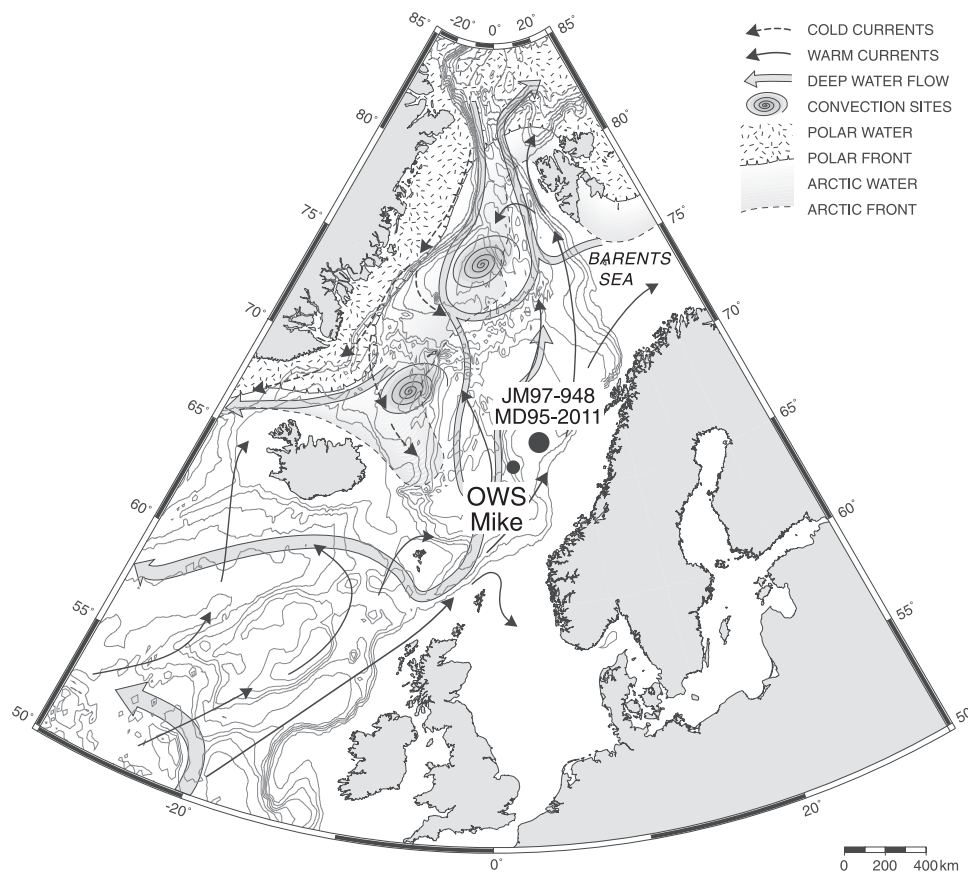 85°
-20°
0°
20°
85°
80°
80°
75°
75°
70°
70°
65°
65°
60°
60°
55°
55°
50°
50°
-20°
0°
20°
COLD CURRENTS
WARM CURRENTS
DEEP WATER FLOW
CONVECTION SITES
POLAR WATER
POLAR FRONT
ARCTIC WATER
ARCTIC FRONT
BARENTS
SEA
JM97-948
MD95-2011
OWS
Mike
0 200 400 km